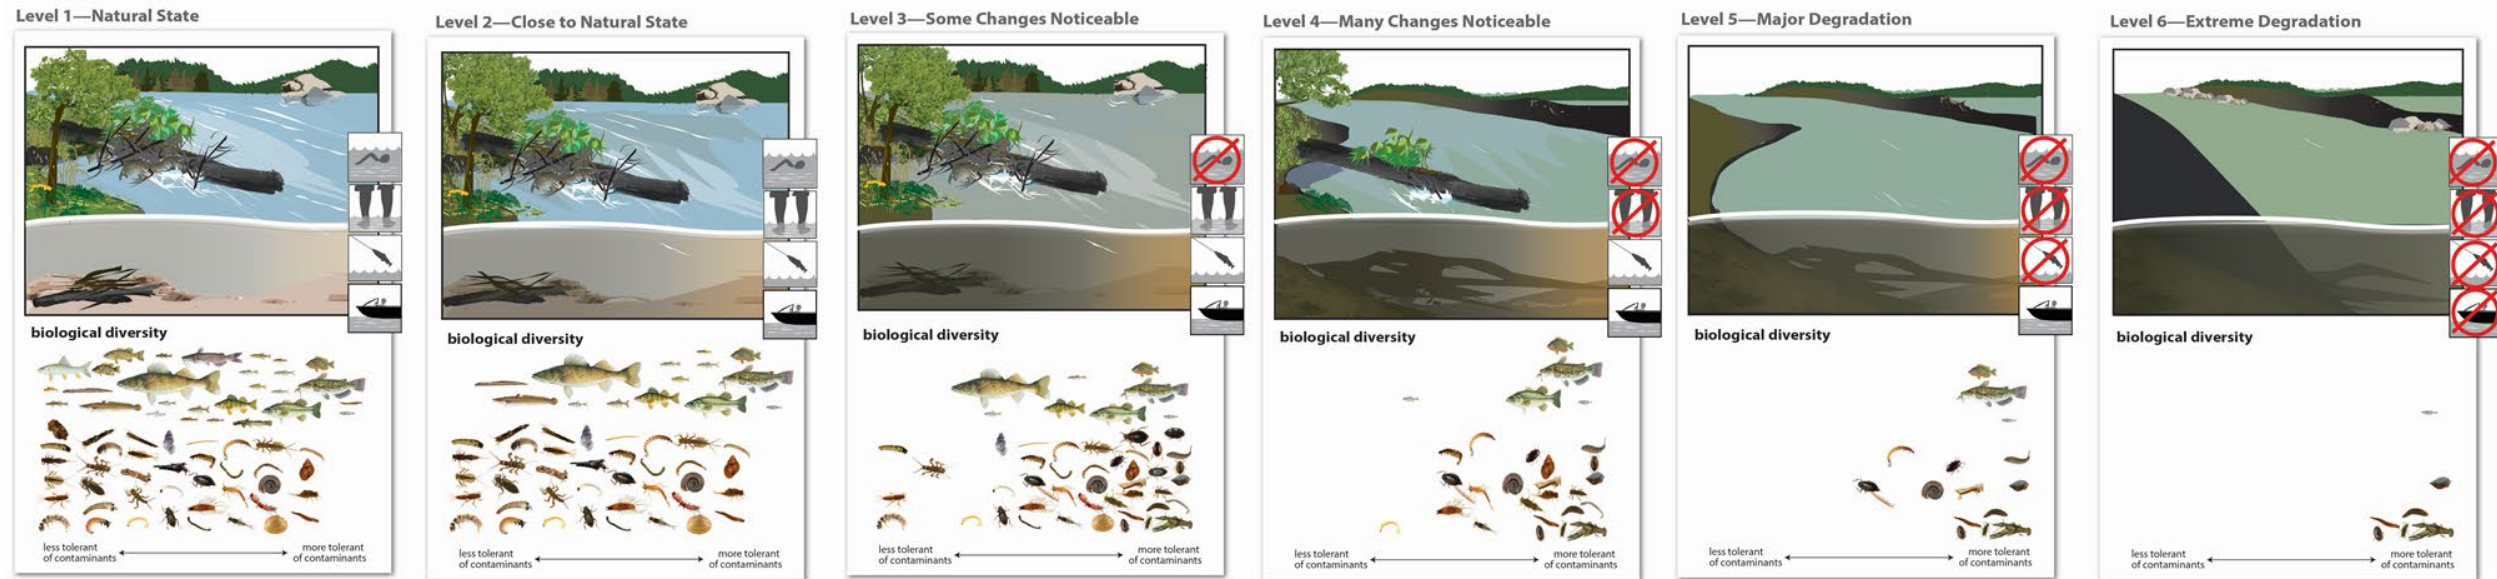 Level 1—Natural State
biological diversity
less tolerant
of contaminants
more tolerant
of contaminants
Level 2—Close to Natural State
biological diversity
less tolerant
of contaminants
more tolerant
of contaminants
Level 3—Some Changes Noticeable
biological diversity
less tolerant
of contaminants
more tolerant
of contaminants
Level 4—Many Changes Noticeable
biological diversity
less tolerant
of contaminants
more tolerant
of contaminants
Level 5—Major Degradation
biological diversity
less tolerant
of contaminants
more tolerant
of contaminants
Level 6—Extreme Degradation
biological diversity
less tolerant
of contaminants
more tolerant
of contaminants